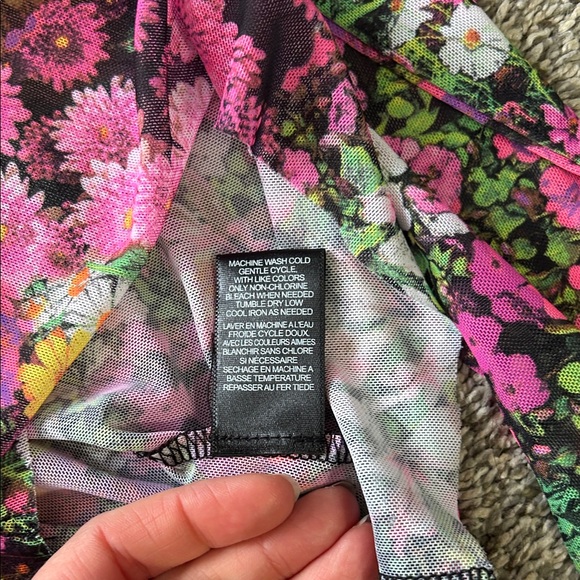 MACHINE WASH COLD
GENTLE CYCLE.
WITH LIKE COLORS
ONLY NON-CHLORINE
BLEACH WHEN NEEDED
TUMBLE DRY LOW
COOL IRON AS NEEDED
LAVER EN MACHINE A L'EAU
FROIDE CYCLE DOUX,
AVEC LES COULEURS AIMEES
BLANCHIR SANS CHLORE
SI NÉCESSAIRE
SECHAGE EN MACHINE A
BASSE TEMPERATURE
REPASSER AU FER TIEDE